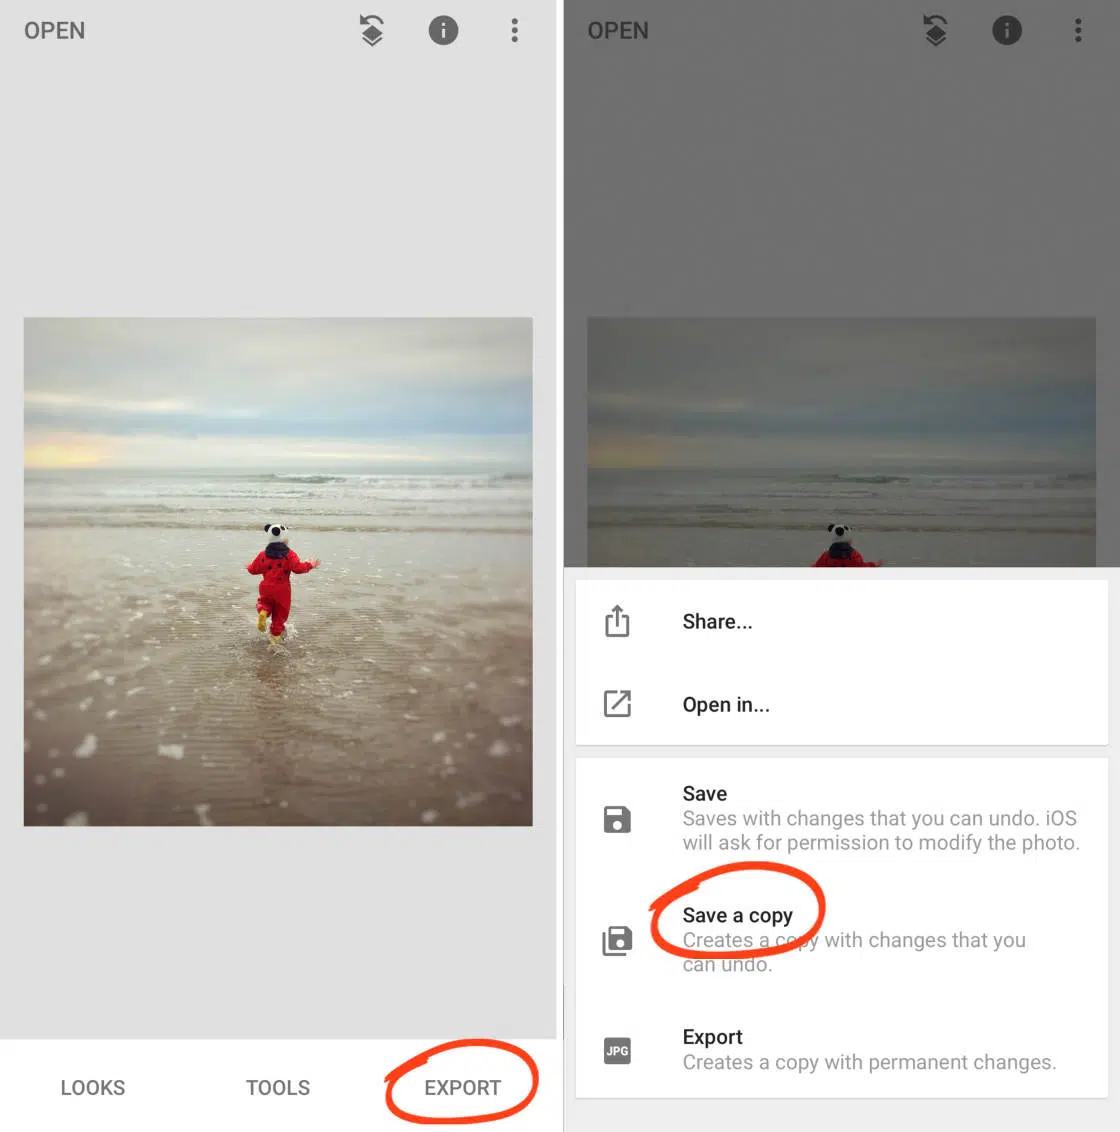 OPEN
LOOKS
TOOLS
EXPORT
OPEN
Share...
Open in...
Save
Saves with changes that you can undo. iOS
will ask for permission to modify the photo.
Save a copy
Creates a copy with changes that you
can undo.
JPG
Export
Creates a copy with permanent changes.